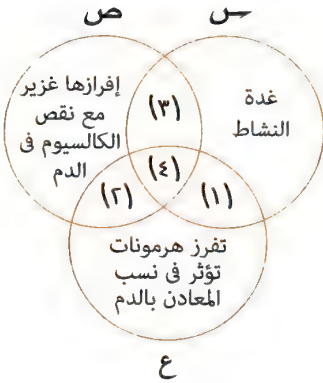 س
ص
غدة
النشاط
إفرازها غزير
مع نقص
الكالسيوم فى
الدم
(٣)
(٤)
(١)
(٢)
تفرز هرمونات
تؤثر فى نسب
المعادن بالدم
ع